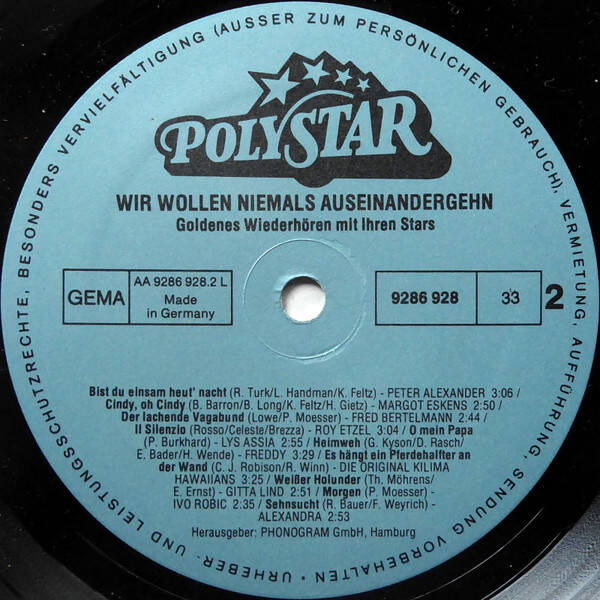 POLYSTAR
WIR WOLLEN NIEMALS AUSEINANDERGEHN
Goldenes Wiederhören mit Ihren Stars
GEMA
AA 9286 928.2 L
Made
in Germany
9286 928
33
2
Bist du einsam heut' nacht (R. Turk/L. Handman/K. Feltz) - PETER ALEXANDER 3:06 /
Cindy, oh Cindy (B. Barron/B. Long/K. Feltz/H. Gietz) - MARGOT ESKENS 2:50 /
Der lachende Vagabund (Lowe/P. Moesser) - FRED BERTELMANN 2:44 /
Il Silenzio (Rosso/Celeste/Brezza) - ROY ETZEL 3:04 / O mein Papa
(P. Burkhard) - LYS ASSIA 2:55 / Heimweh (G. Kyson/D. Rasch/
E. Bader/H. Wende) - FREDDY 3:29 / Es hängt ein Pferdehalfter an
der Wand (C. J. Robison/R. Winn) - DIE ORIGINAL KILIMA
HAWAIIANS 3:25 / Weißer Holunder (Th. Möhrens/
E. Ernst) - GITTA LIND 2:51 / Morgen (P. Moesser) -
IVO ROBIC 2:35 / Sehnsucht (R. Bauer/F. Weyrich) -
ALEXANDRA 2:53
Herausgeber: PHONOGRAM GmbH, Hamburg
URHEBER- UND LEISTUNGSSCHUTZRECHTE, BESONDERS VERVIELFÄLTIGUNG (AUSSER ZUM PERSÖNLICHEN GEBRAUCH), VERMIETUNG, AUFFÜHRUNG, SENDUNG VORBEHALTEN ·